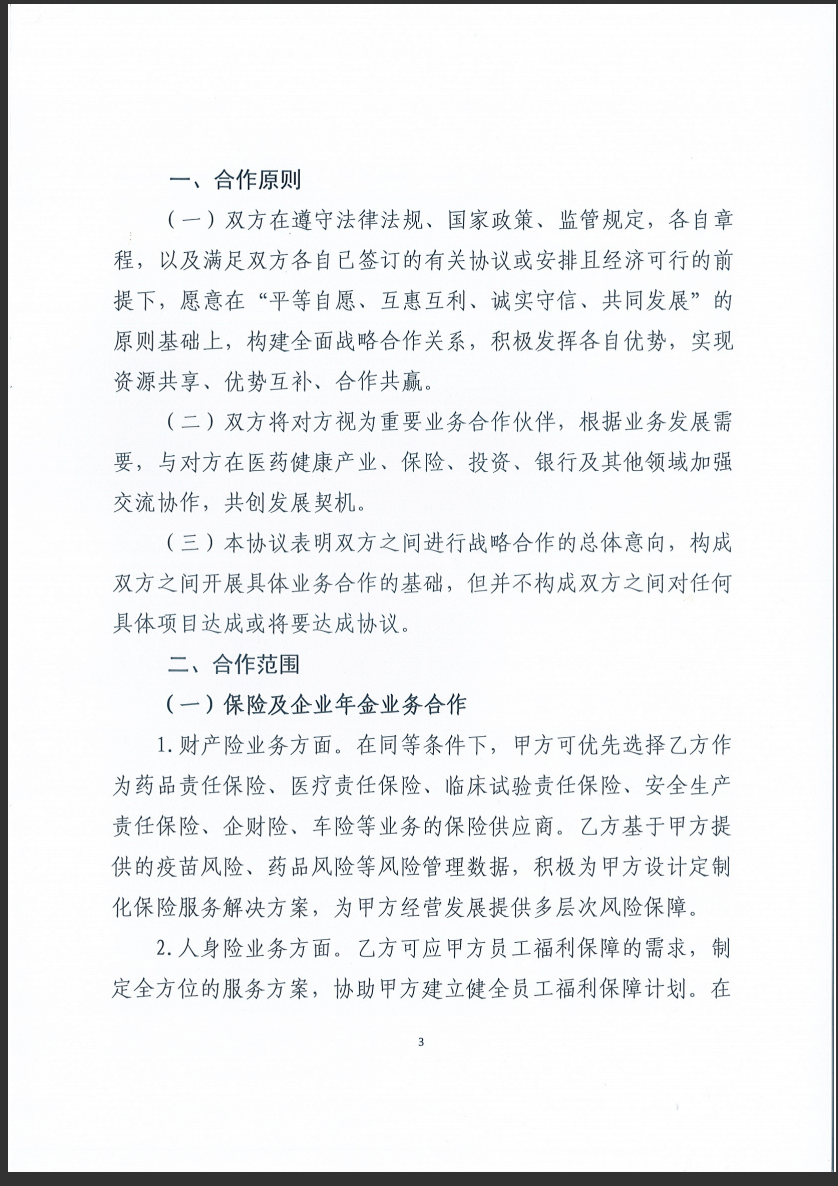 一、合作原则
（一）双方在遵守法律法规、国家政策、监管规定，各自章
程，以及满足双方各自已签订的有关协议或安排且经济可行的前
提下，愿意在“平等自愿、互惠互利、诚实守信、共同发展”的
原则基础上，构建全面战略合作关系，积极发挥各自优势，实现
资源共享、优势互补、合作共赢。
（二）双方将对方视为重要业务合作伙伴，根据业务发展需
要，与对方在医药健康产业、保险、投资、银行及其他领域加强
交流协作，共创发展契机。
（三）本协议表明双方之间进行战略合作的总体意向，构成
双方之间开展具体业务合作的基础，但并不构成双方之间对任何
具体项目达成或将要达成协议。
二、合作范围
（一）保险及企业年金业务合作
1.财产险业务方面。在同等条件下，甲方可优先选择乙方作
为药品责任保险、医疗责任保险、临床试验责任保险、安全生产
责任保险、企财险、车险等业务的保险供应商。乙方基于甲方提
供的疫苗风险、药品风险等风险管理数据，积极为甲方设计定制
化保险服务解决方案，为甲方经营发展提供多层次风险保障。
2.人身险业务方面。乙方可应甲方员工福利保障的需求，制
定全方位的服务方案，协助甲方建立健全员工福利保障计划。在
3